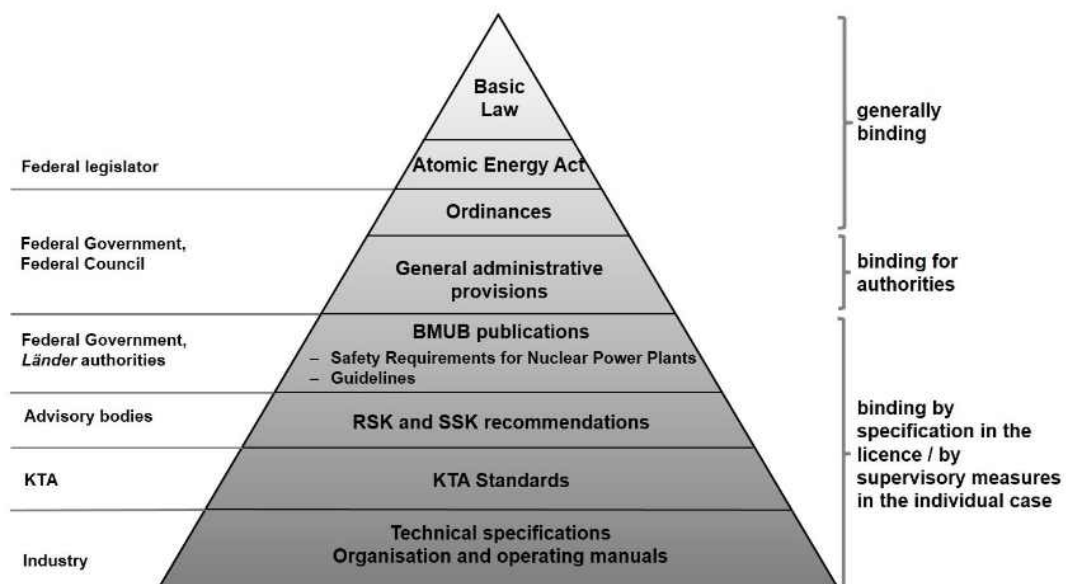 Basic
Law
generally
binding
Federal legislator
Atomic Energy Act
Ordinances
Federal Government,
Federal Council
General administrative
provisions
binding for
authorities
Federal Government,
Länder authorities
BMUB publications
– Safety Requirements for Nuclear Power Plants
– Guidelines
Advisory bodies
RSK and SSK recommendations
binding by
specification in the
licence / by
supervisory measures
in the individual case
KTA
KTA Standards
Industry
Technical specifications
Organisation and operating manuals